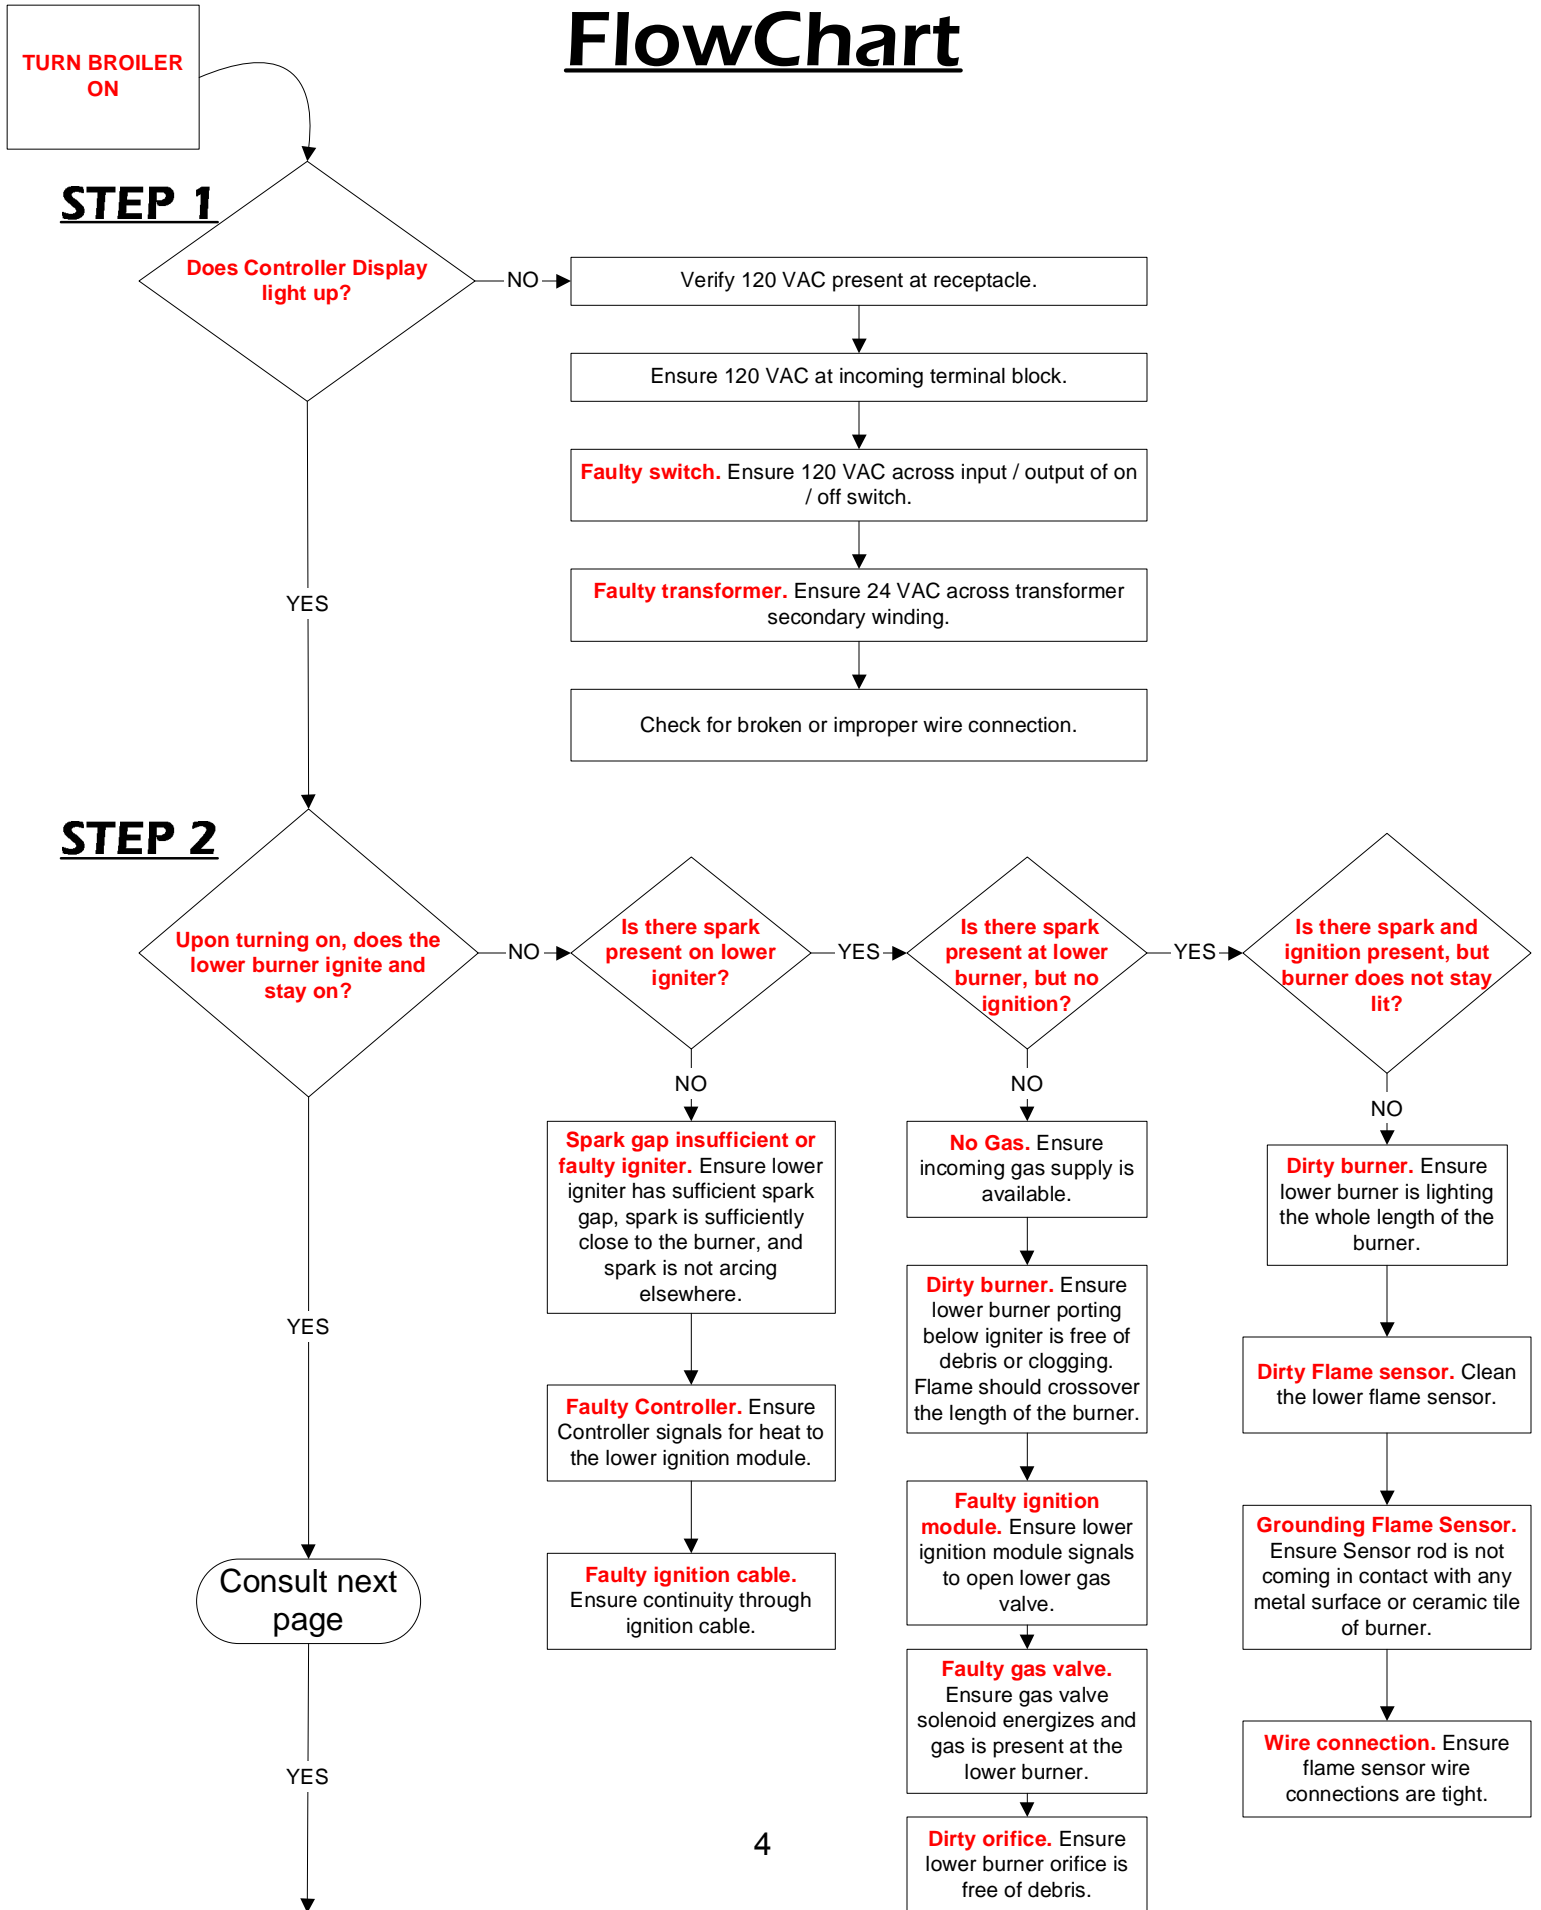 FlowChart
TURN BROILER
ON
STEP 1
Does Controller Display
light up?
NO
Verify 120 VAC present at receptacle.
Ensure 120 VAC at incoming terminal block.
Faulty switch. Ensure 120 VAC across input / output of on
/ off switch.
Faulty transformer. Ensure 24 VAC across transformer
secondary winding.
Check for broken or improper wire connection.
YES
STEP 2
Upon turning on, does the
lower burner ignite and
stay on?
NO
Is there spark
present on lower
igniter?
YES
Is there spark
present at lower
burner, but no
ignition?
YES
Is there spark and
ignition present, but
burner does not stay
lit?
NO
Spark gap insufficient or
faulty igniter. Ensure lower
igniter has sufficient spark
gap, spark is sufficiently
close to the burner, and
spark is not arcing
elsewhere.
Faulty Controller. Ensure
Controller signals for heat to
the lower ignition module.
Faulty ignition cable.
Ensure continuity through
ignition cable.
NO
No Gas. Ensure
incoming gas supply is
available.
Dirty burner. Ensure
lower burner porting
below igniter is free of
debris or clogging.
Flame should crossover
the length of the burner.
Faulty ignition
module. Ensure lower
ignition module signals
to open lower gas
valve.
Faulty gas valve.
Ensure gas valve
solenoid energizes and
gas is present at the
lower burner.
Dirty orifice. Ensure
lower burner orifice is
free of debris.
NO
Dirty burner. Ensure
lower burner is lighting
the whole length of the
burner.
Dirty Flame sensor. Clean
the lower flame sensor.
Grounding Flame Sensor.
Ensure Sensor rod is not
coming in contact with any
metal surface or ceramic tile
of burner.
Wire connection. Ensure
flame sensor wire
connections are tight.
YES
Consult next
page
YES
4